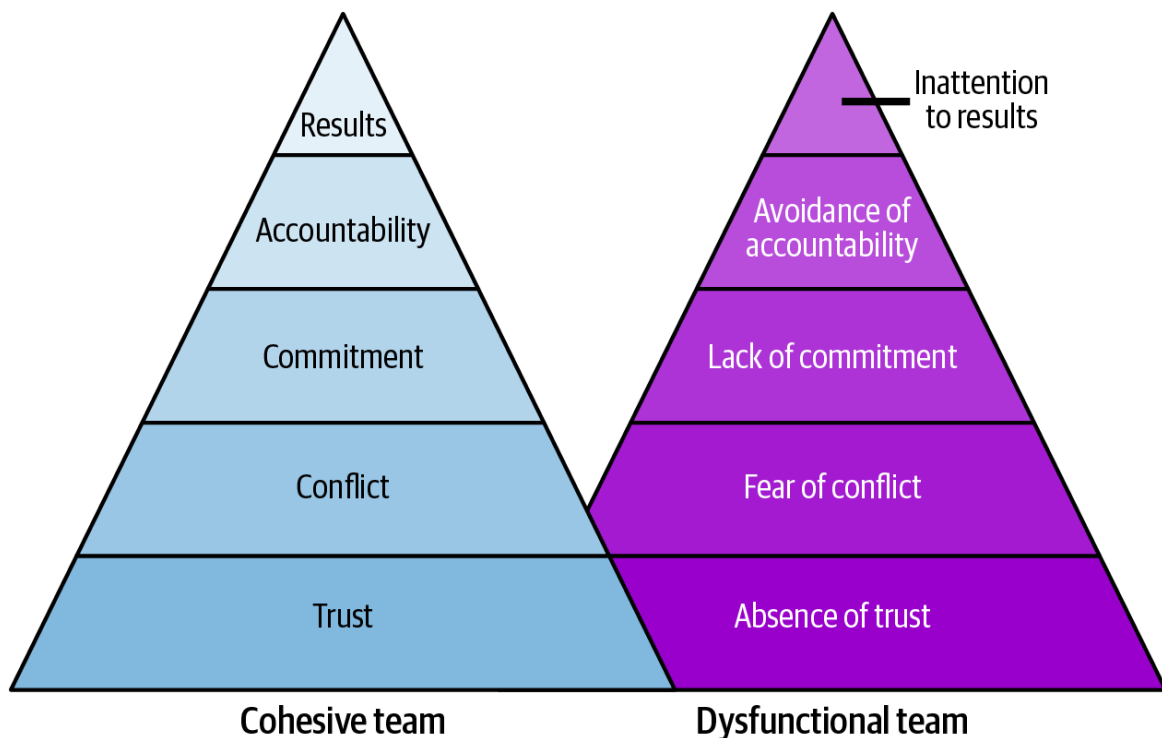 Results
Accountability
Commitment
Conflict
Trust
Cohesive team
Inattention
to results
Avoidance of
accountability
Lack of commitment
Fear of conflict
Absence of trust
Dysfunctional team